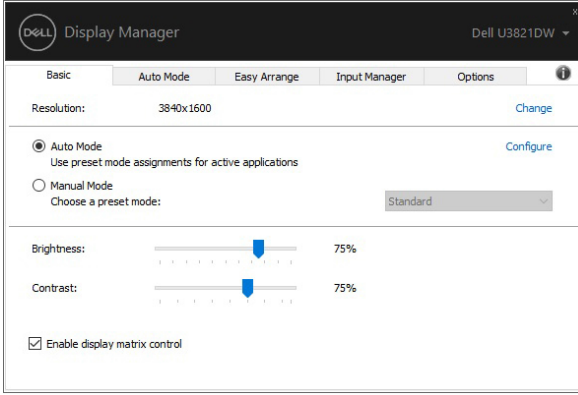 DELL Display Manager
Dell U3821DW
Basic Auto Mode Easy Arrange Input Manager Options
Resolution: 3840x1600 Change
Auto Mode Configure
Use preset mode assignments for active applications
Manual Mode
Choose a preset mode: Standard
Brightness: 75%
Contrast: 75%
Enable display matrix control